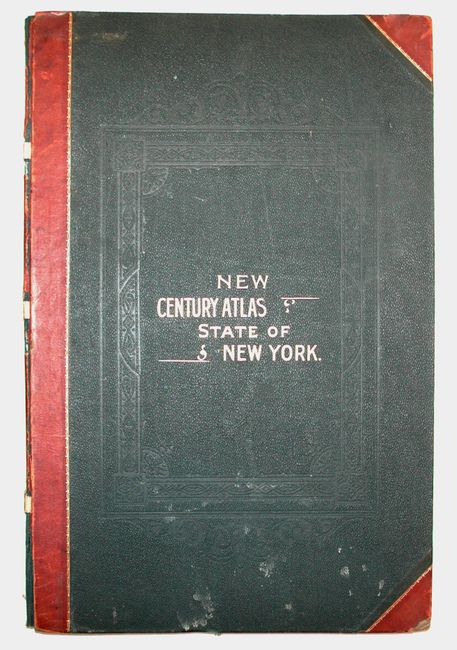 NEW
CENTURY ATLAS
STATE OF
NEW YORK.